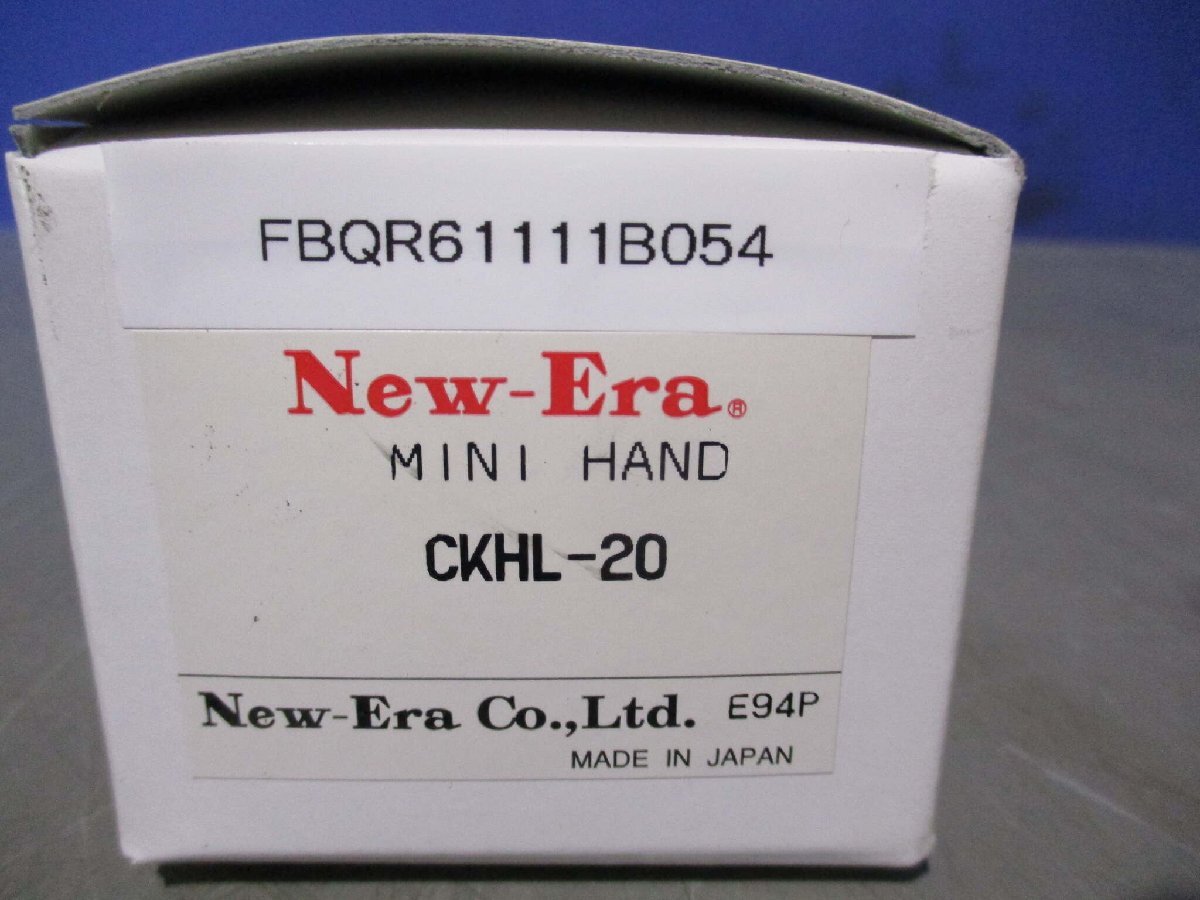 FBQR61111B054
New-Era®
MINI HAND
CKHL-20
New-Era Co.,Ltd. E94P
MADE IN JAPAN